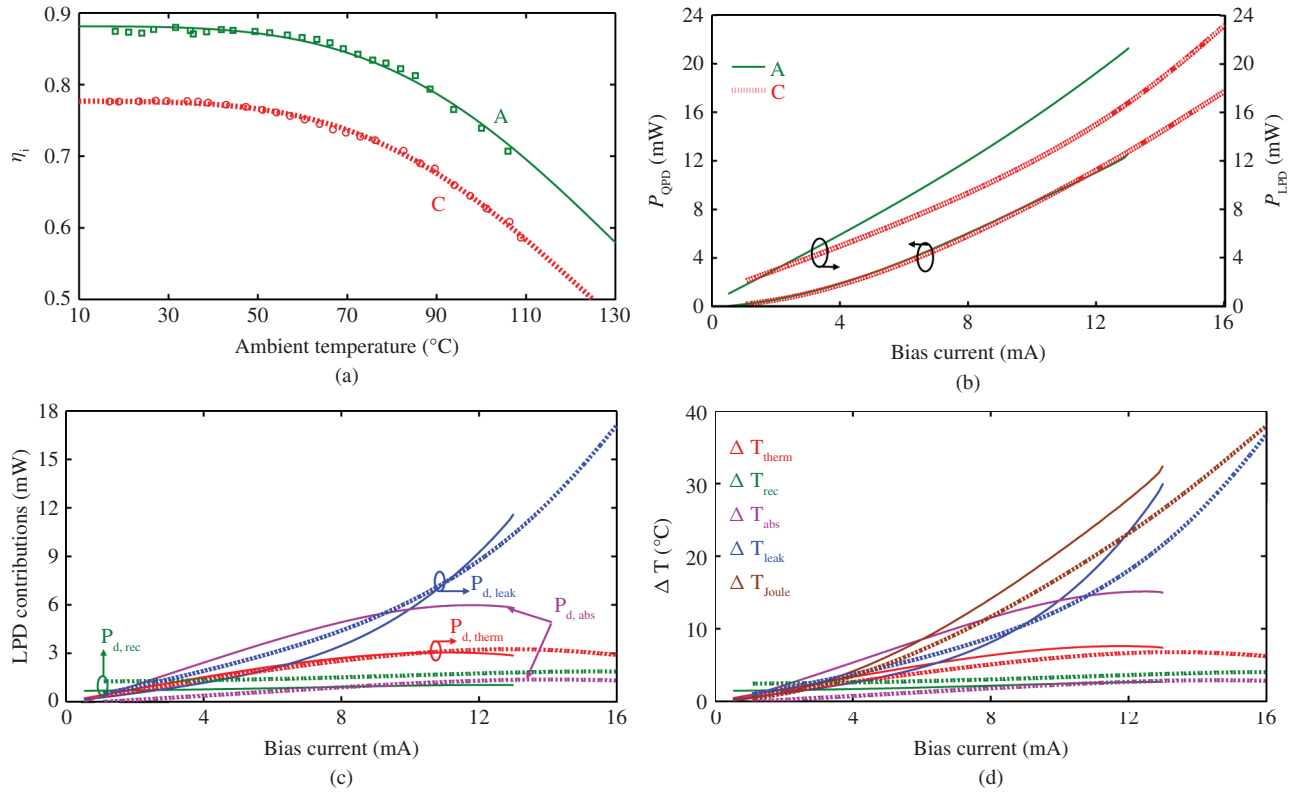 0.9
0.8
0.7
0.6
0.5
η_i
A
C
10 30 50 70 90 110 130
Ambient temperature (°C)
(a)
24 24
20 20
16 16
12 12
8 8
4 4
0 0
P_QPD (mW)
P_LPD (mW)
A
C
0 4 8 12 16
Bias current (mA)
(b)
18
15
12
9
6
3
0
LPD contributions (mW)
P_d, leak
P_d, abs
P_d, rec
P_d, therm
0 4 8 12 16
Bias current (mA)
(c)
40
30
20
10
0
Δ T (°C)
Δ T_therm
Δ T_rec
Δ T_abs
Δ T_leak
Δ T_Joule
0 4 8 12 16
Bias current (mA)
(d)